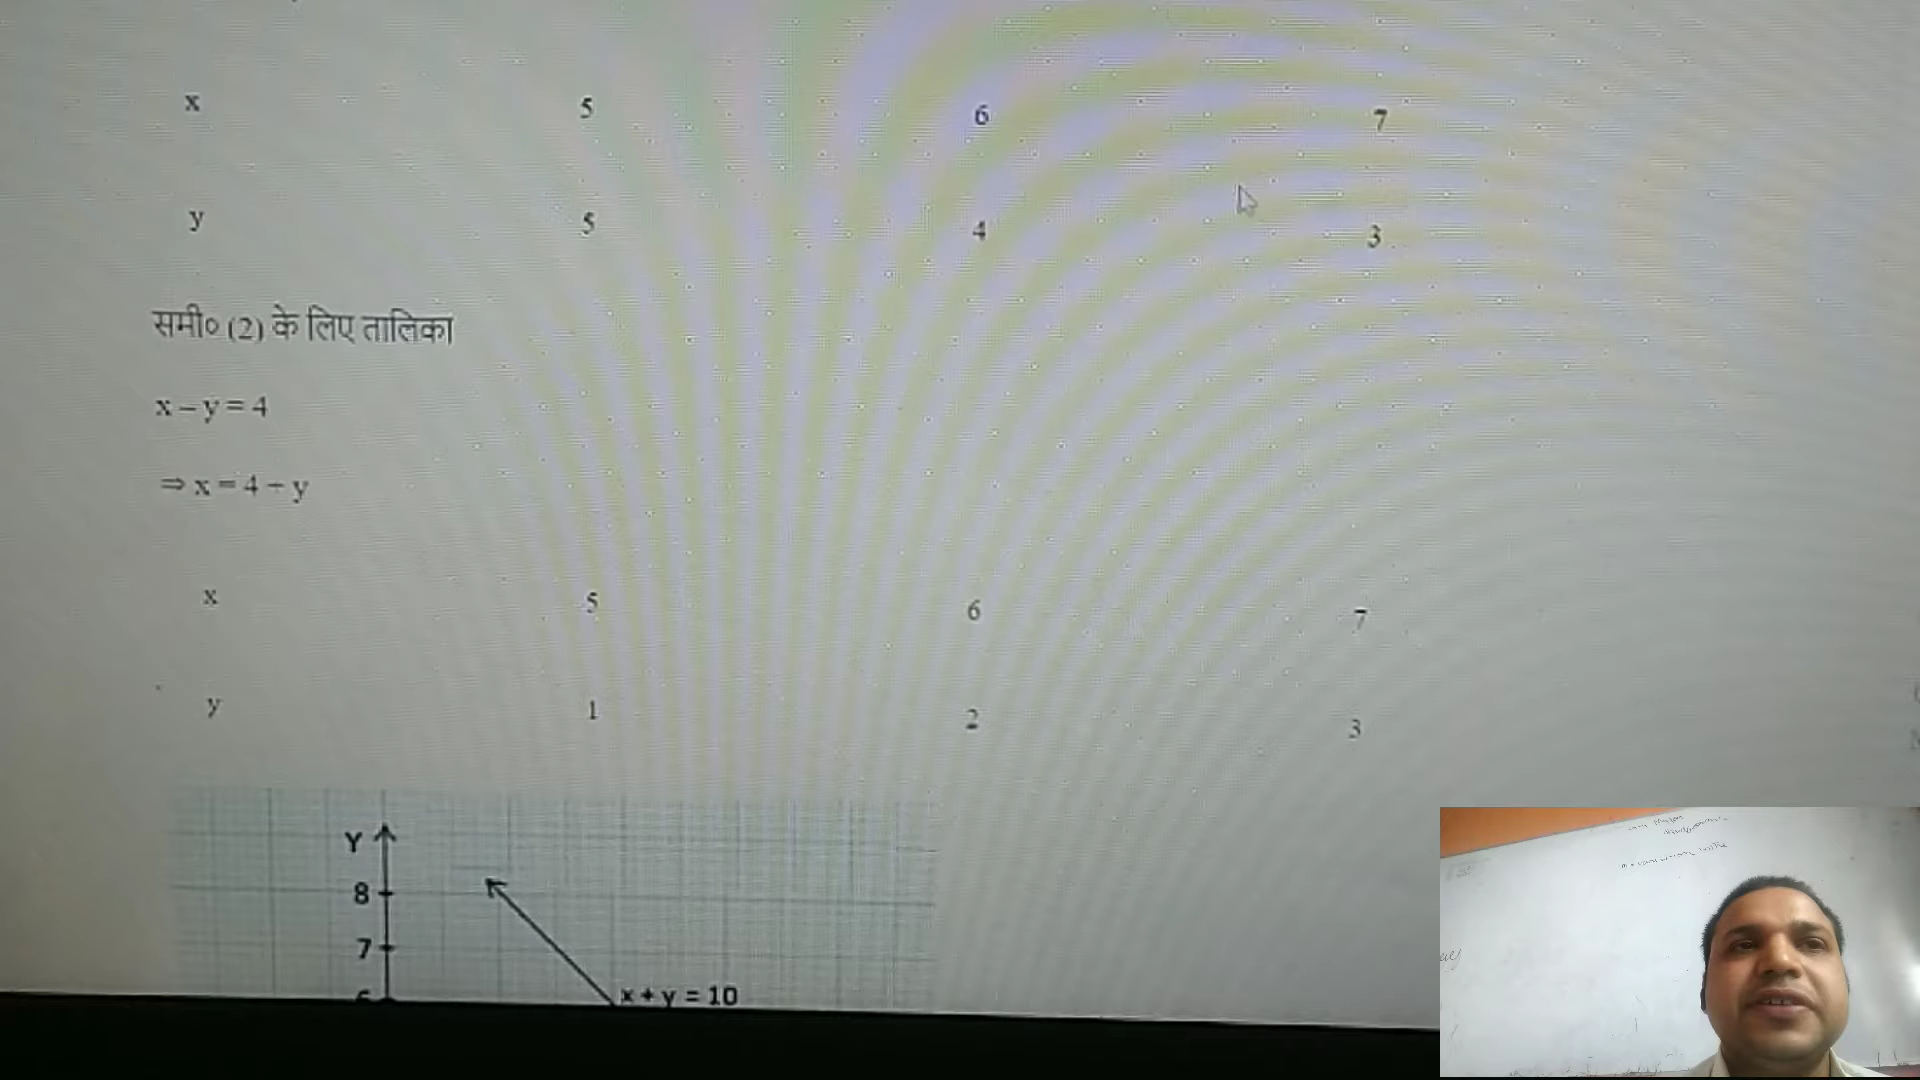 x 5 6 7
y 5 4 3
समी० (2) के लिए तालिका
x – y = 4
⇒ x = 4 + y
x 5 6 7
y 1 2 3
Y
8
7
x + y = 10